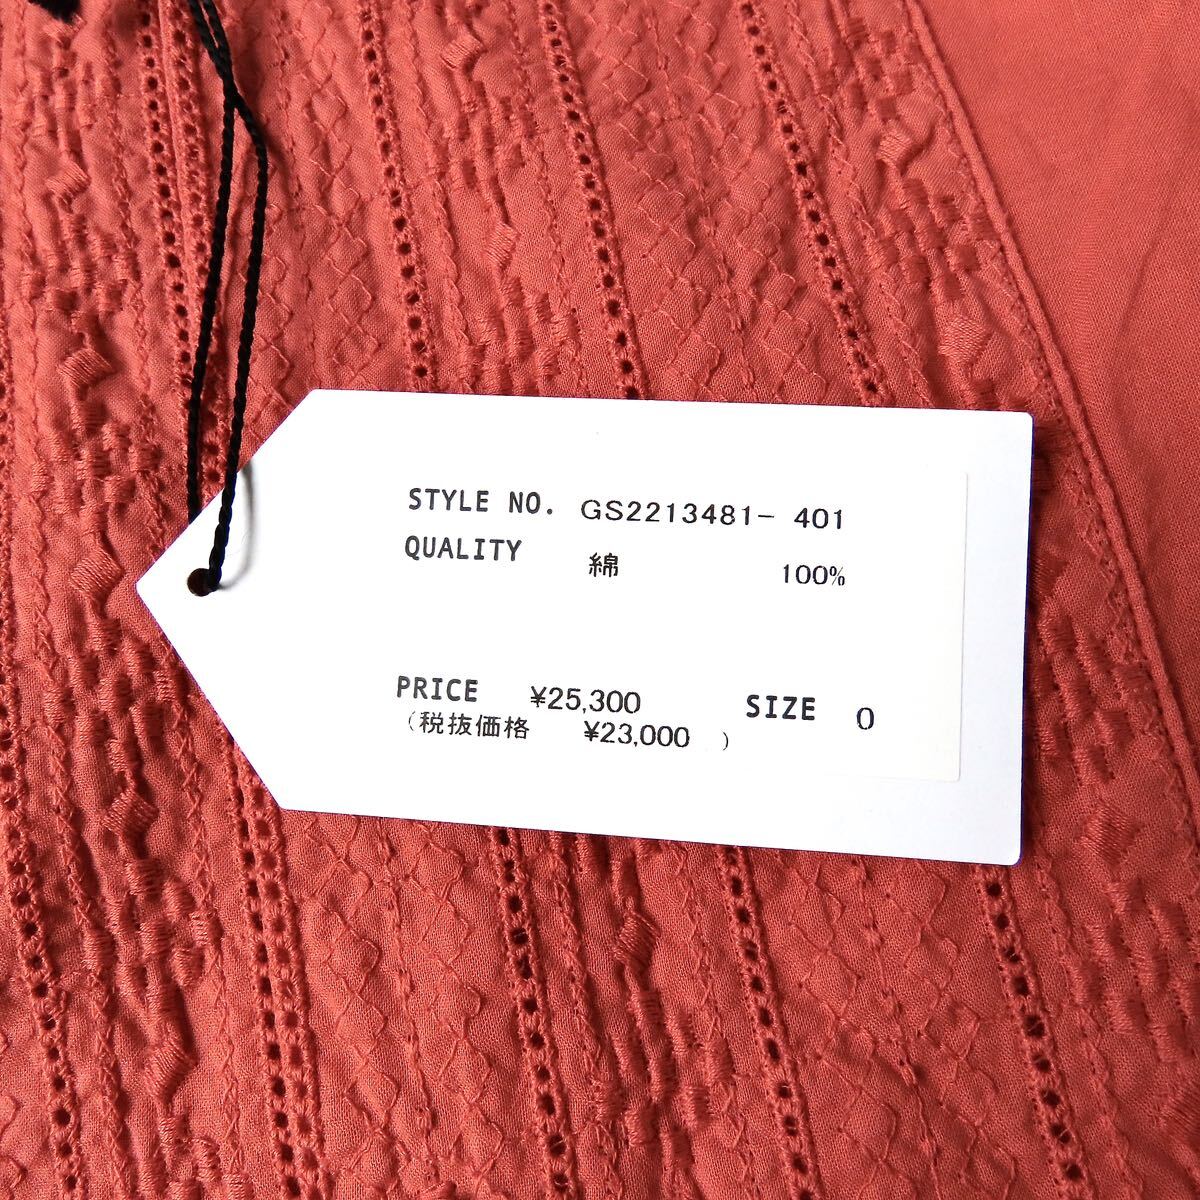 STYLE NO. GS2213481- 401
QUALITY 綿 100%
PRICE ¥25,300 SIZE 0
(税抜価格 ¥23,000 )